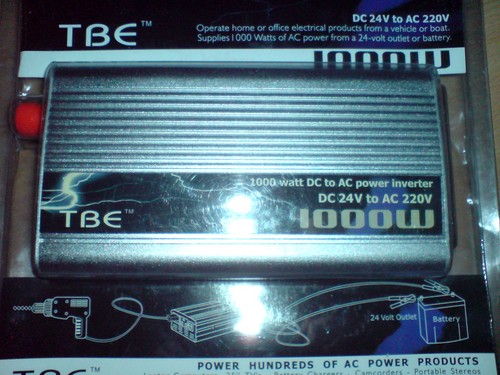 TBE™
DC 24V to AC 220V
Operate home or office electrical products from a vehicle or boat.
Supplies 1000 Watts of AC power from a 24-volt outlet or battery.
1000W
1000 watt DC to AC power inverter
DC 24V to AC 220V
TBE™
1000W
24 Volt Outlet
Battery
POWER HUNDREDS OF AC POWER PRODUCTS
TBE™
Battery Chargers - Camcorders - Portable Stereos